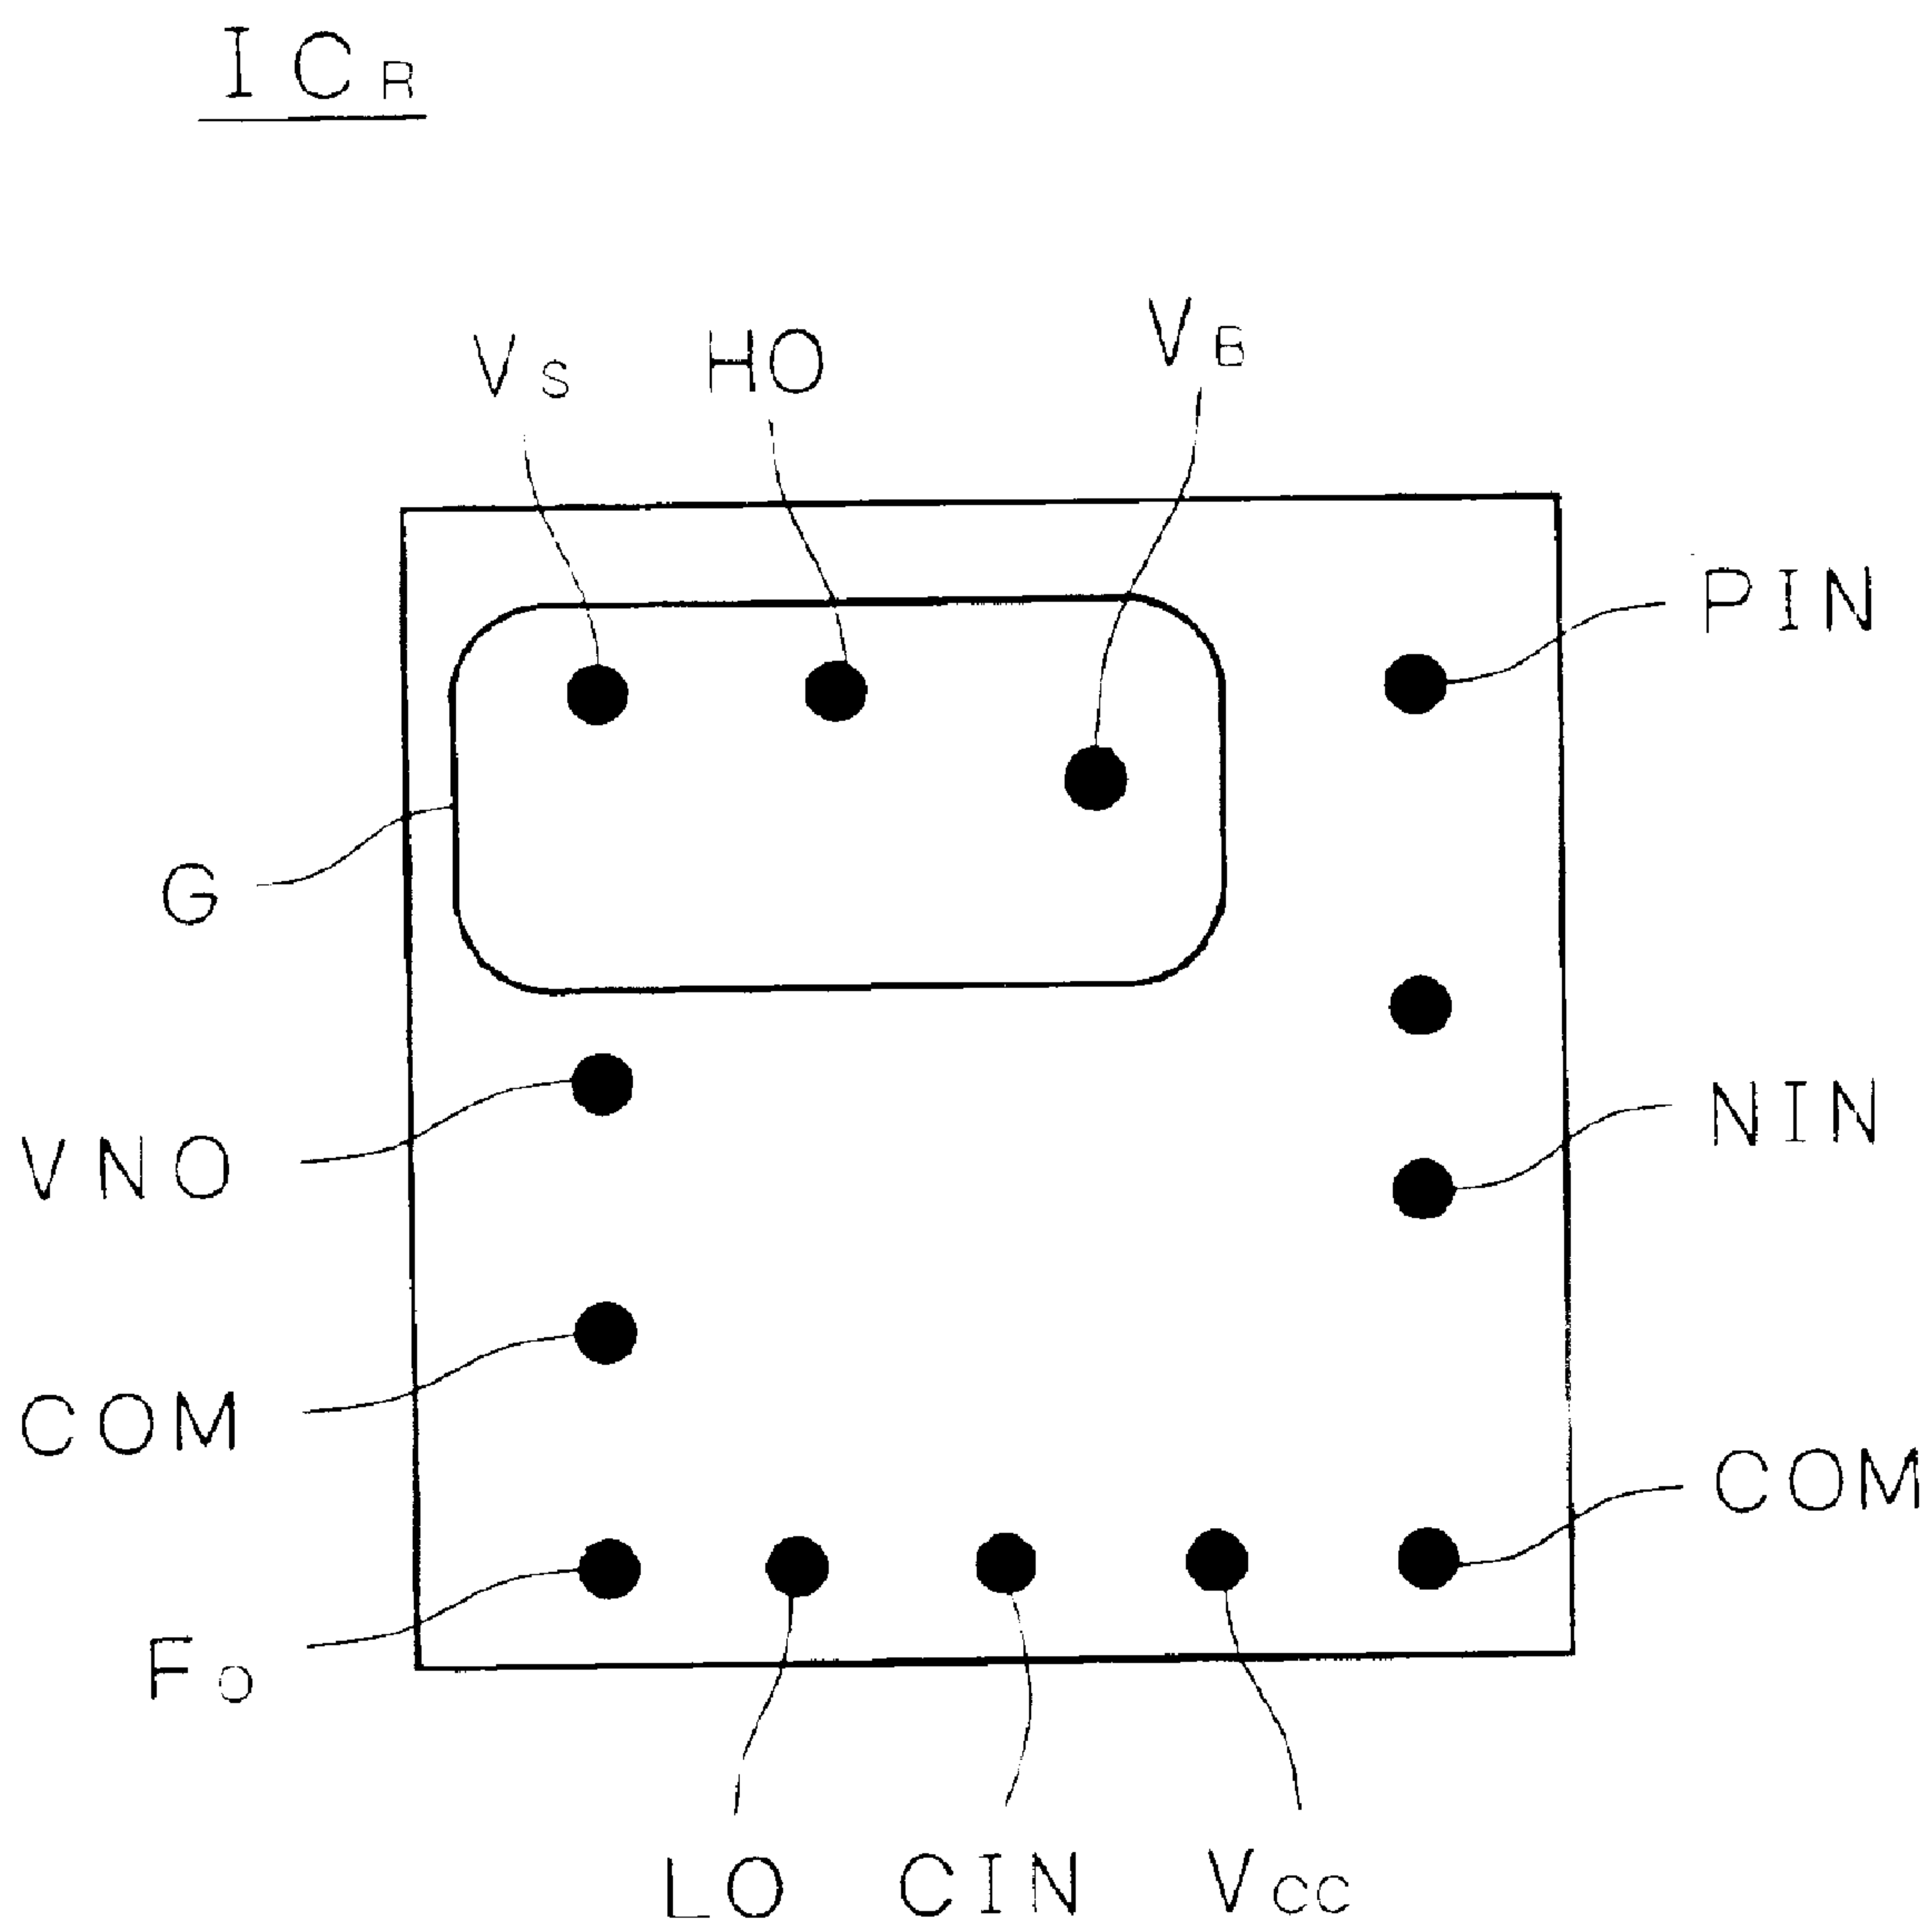 ICR
VS HO VB
PIN
G
NIN
VNO
COM
COM
FO
LO CIN VCC